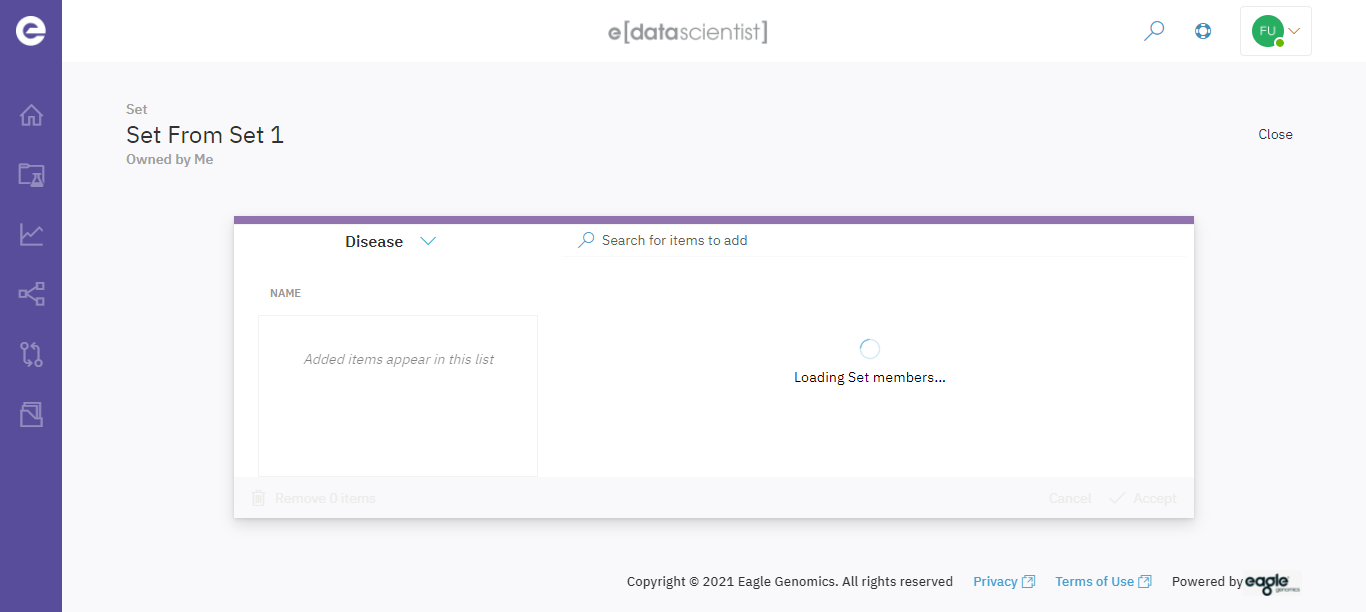 e[datascientist]
FU
Set
Set From Set 1
Owned by Me
Close
Disease
Search for items to add
NAME
Added items appear in this list
Loading Set members...
Remove 0 items
Cancel
Accept
Copyright © 2021 Eagle Genomics. All rights reserved
Privacy
Terms of Use
Powered by eagle genomics